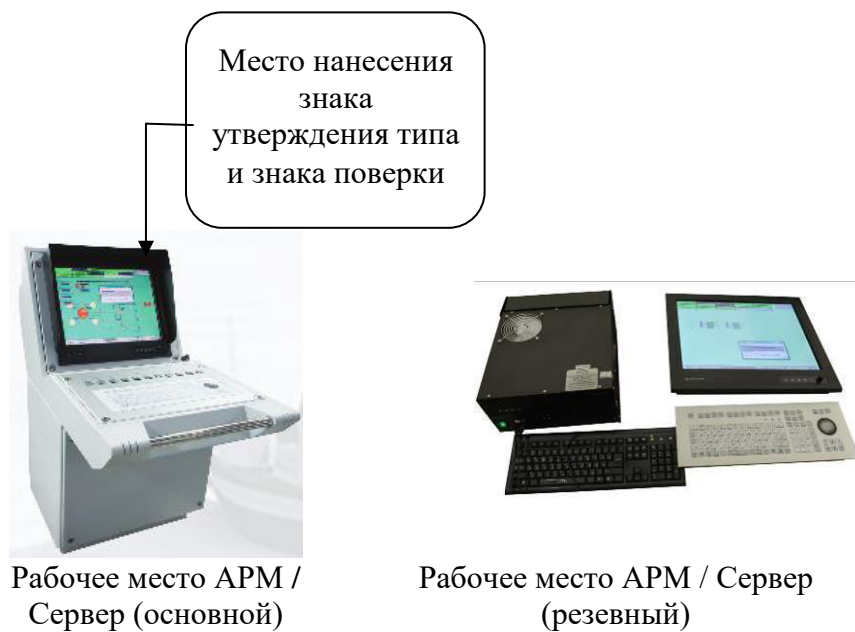 Место нанесения
знака
утверждения типа
и знака поверки
Рабочее место АРМ /
Сервер (основной)
Рабочее место АРМ / Сервер
(резевный)